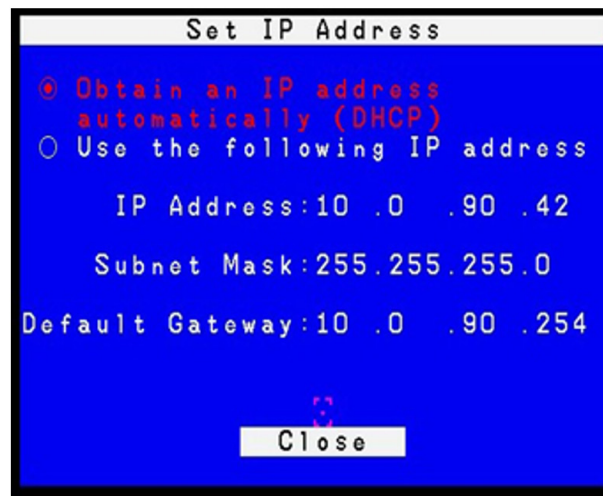 Set IP Address
Obtain an IP address
automatically (DHCP)
Use the following IP address
IP Address:10 .0 .90 .42
Subnet Mask:255.255.255.0
Default Gateway:10 .0 .90 .254
Close